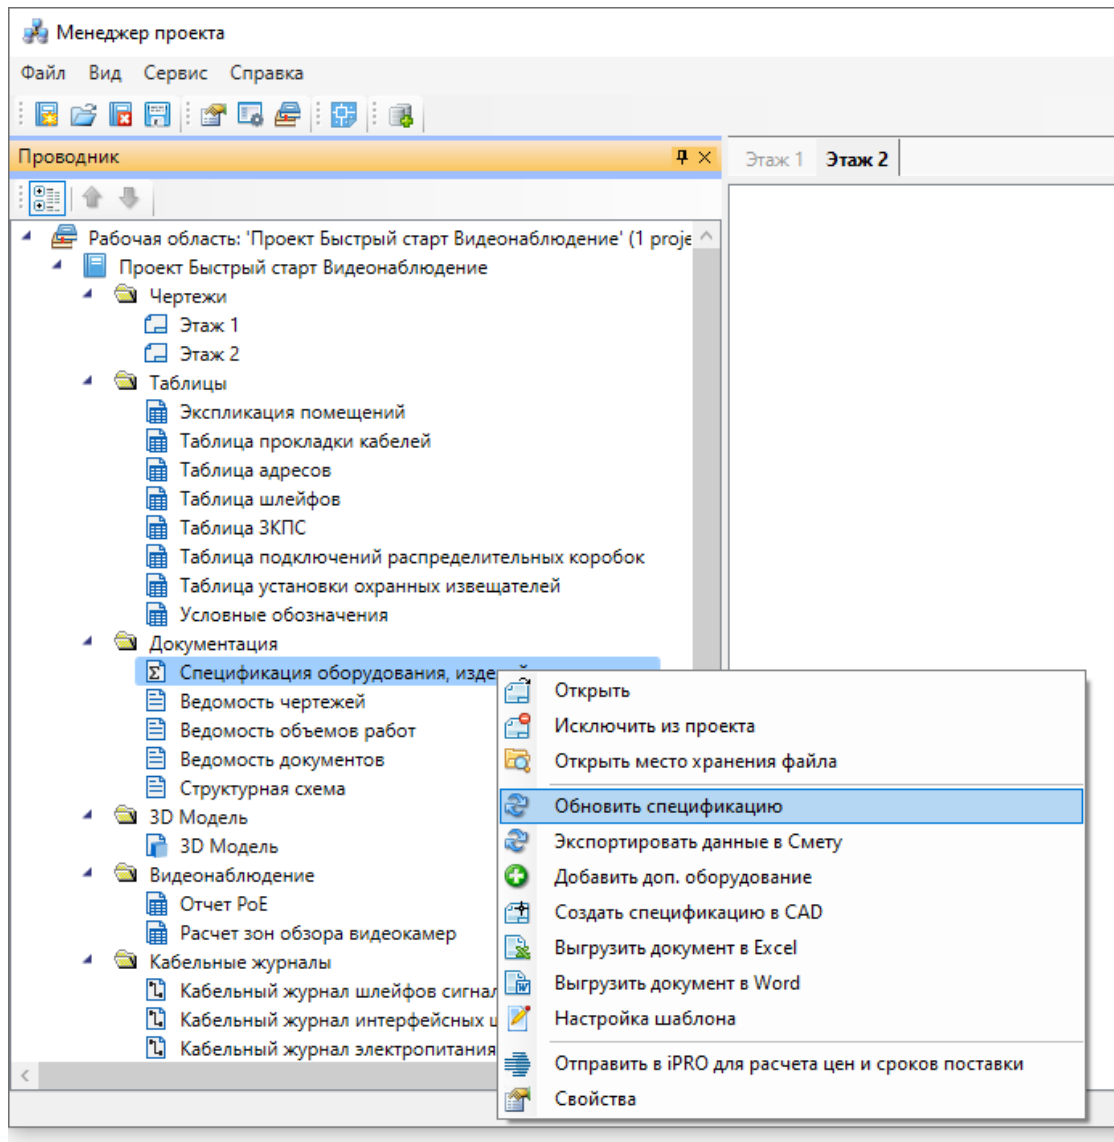 Менеджер проекта
Файл Вид Сервис Справка
Проводник
Этаж 1 Этаж 2
Рабочая область: 'Проект Быстрый старт Видеонаблюдение' (1 proje
Проект Быстрый старт Видеонаблюдение
Чертежи
Этаж 1
Этаж 2
Таблицы
Экспликация помещений
Таблица прокладки кабелей
Таблица адресов
Таблица шлейфов
Таблица ЗКПС
Таблица подключений распределительных коробок
Таблица установки охранных извещателей
Условные обозначения
Документация
Спецификация оборудования,
Ведомость чертежей
Ведомость объемов работ
Ведомость документов
Структурная схема
3D Модель
3D Модель
Видеонаблюдение
Отчет PoE
Расчет зон обзора видеокамер
Кабельные журналы
Кабельный журнал шлейфов сигнал
Кабельный журнал интерфейсных
Кабельный журнал электропитания
Открыть
Исключить из проекта
Открыть место хранения файла
Обновить спецификацию
Экспортировать данные в Смету
Добавить доп. оборудование
Создать спецификацию в CAD
Выгрузить документ в Excel
Выгрузить документ в Word
Настройка шаблона
Отправить в iPRO для расчета цен и сроков поставки
Свойства